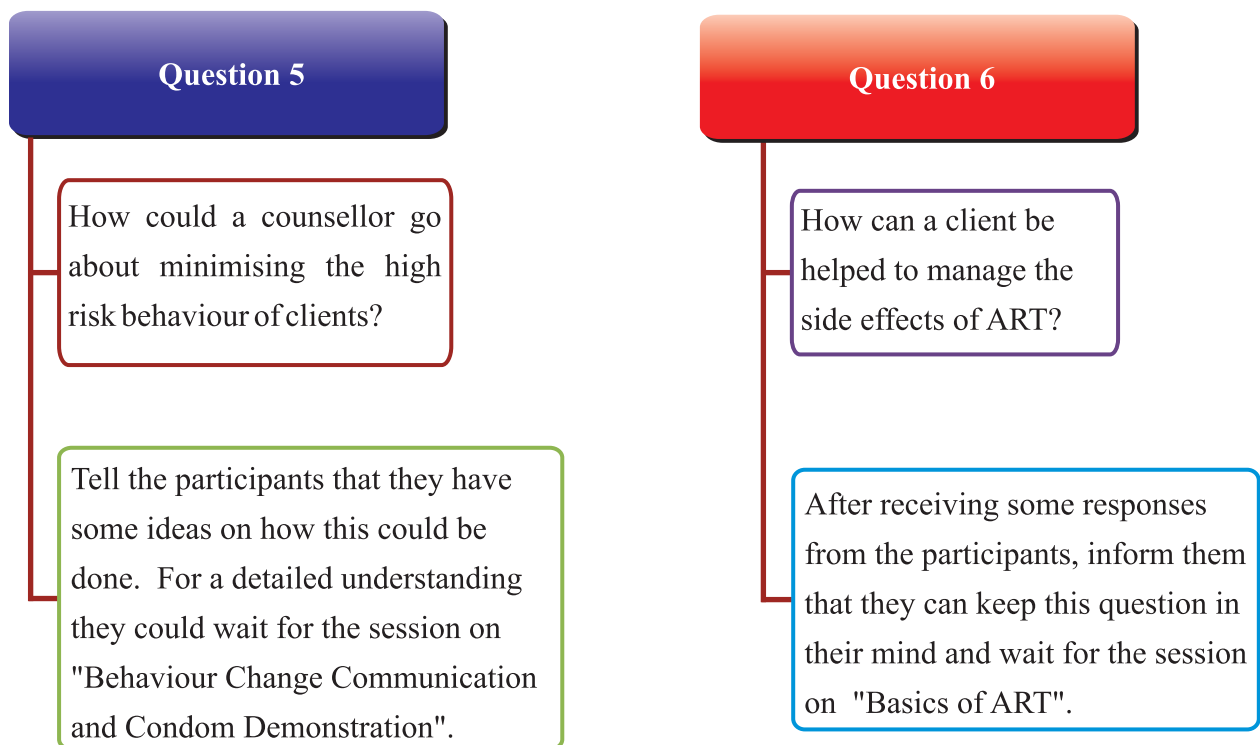 Question 5
How could a counsellor go
about minimising the high
risk behaviour of clients?
Tell the participants that they have
some ideas on how this could be
done.  For a detailed understanding
they could wait for the session on
"Behaviour Change Communication
and Condom Demonstration".
Question 6
How can a client be
helped to manage the
side effects of ART?
After receiving some responses
from the participants, inform them
that they can keep this question in
their mind and wait for the session
on  "Basics of ART".